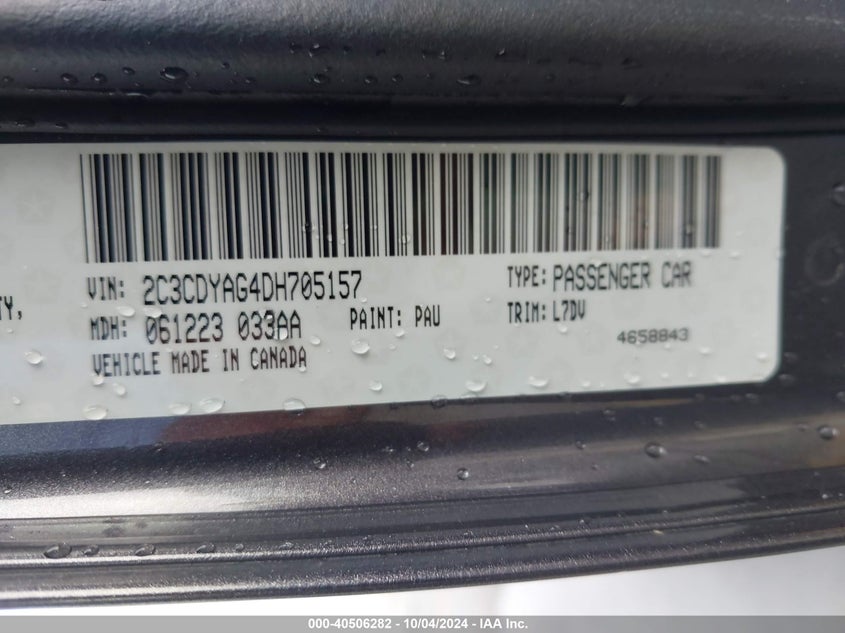 TY,
VIN: 2C3CDYAG4DH705157
TYPE: PASSENGER CAR
MDH: 061223 033AA
PAINT: PAU
TRIM: L7DV
VEHICLE MADE IN CANADA
4658843
000-40506282 - 10/04/2024 - IAA Inc.